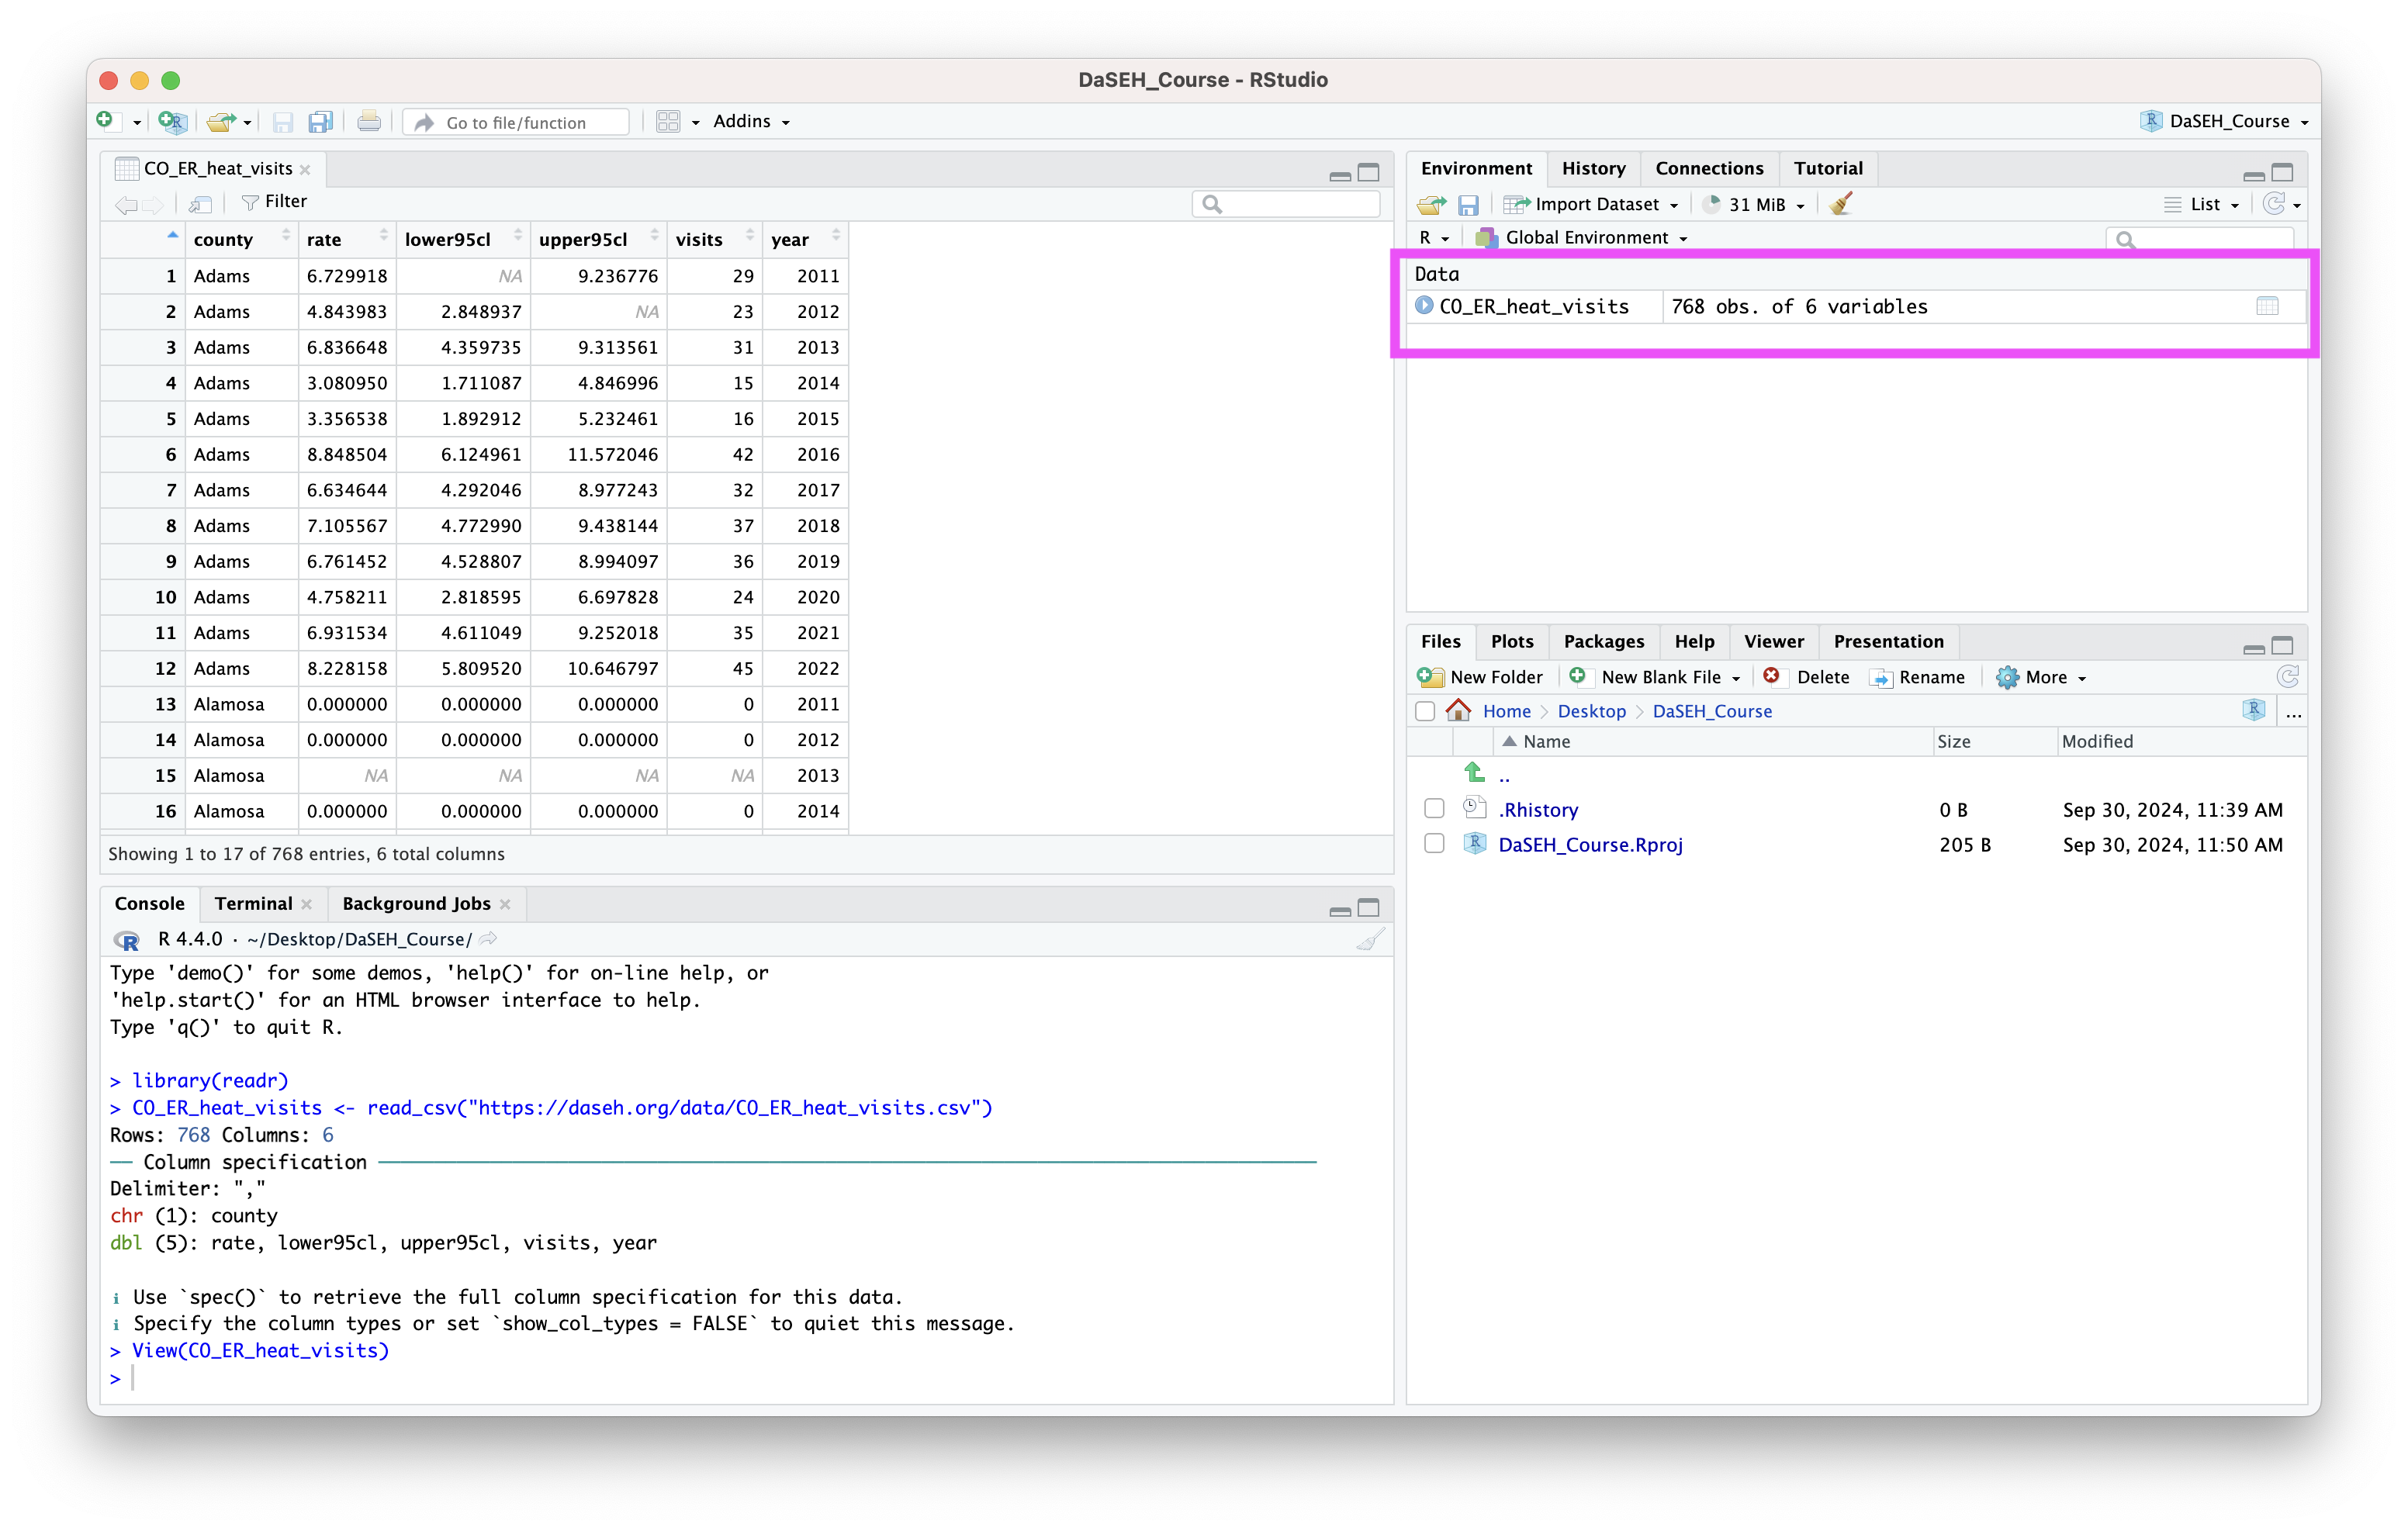 DaSEH_Course - RStudio
Go to file/function
Addins
DaSEH_Course
CO_ER_heat_visits
Filter
county rate lower95cl upper95cl visits year
1 Adams 6.729918 NA 9.236776 29 2011
2 Adams 4.843983 2.848937 NA 23 2012
3 Adams 6.836648 4.359735 9.313561 31 2013
4 Adams 3.080950 1.711087 4.846996 15 2014
5 Adams 3.356538 1.892912 5.232461 16 2015
6 Adams 8.848504 6.124961 11.572046 42 2016
7 Adams 6.634644 4.292046 8.977243 32 2017
8 Adams 7.105567 4.772990 9.438144 37 2018
9 Adams 6.761452 4.528807 8.994097 36 2019
10 Adams 4.758211 2.818595 6.697828 24 2020
11 Adams 6.931534 4.611049 9.252018 35 2021
12 Adams 8.228158 5.809520 10.646797 45 2022
13 Alamosa 0.000000 0.000000 0.000000 0 2011
14 Alamosa 0.000000 0.000000 0.000000 0 2012
15 Alamosa NA NA NA NA 2013
16 Alamosa 0.000000 0.000000 0.000000 0 2014
Showing 1 to 17 of 768 entries, 6 total columns
Console Terminal Background Jobs
R 4.4.0 · ~/Desktop/DaSEH_Course/
Type 'demo()' for some demos, 'help()' for on-line help, or
'help.start()' for an HTML browser interface to help.
Type 'q()' to quit R.
> library(readr)
> CO_ER_heat_visits <- read_csv("https://daseh.org/data/CO_ER_heat_visits.csv")
Rows: 768 Columns: 6
── Column specification ──
Delimiter: ","
chr (1): county
dbl (5): rate, lower95cl, upper95cl, visits, year
ℹ Use `spec()` to retrieve the full column specification for this data.
ℹ Specify the column types or set `show_col_types = FALSE` to quiet this message.
> View(CO_ER_heat_visits)
>
Environment History Connections Tutorial
Import Dataset 31 MiB List
R Global Environment
Data
CO_ER_heat_visits 768 obs. of 6 variables
Files Plots Packages Help Viewer Presentation
New Folder New Blank File Delete Rename More
Home Desktop DaSEH_Course R ...
Name Size Modified
..
.Rhistory 0 B Sep 30, 2024, 11:39 AM
DaSEH_Course.Rproj 205 B Sep 30, 2024, 11:50 AM